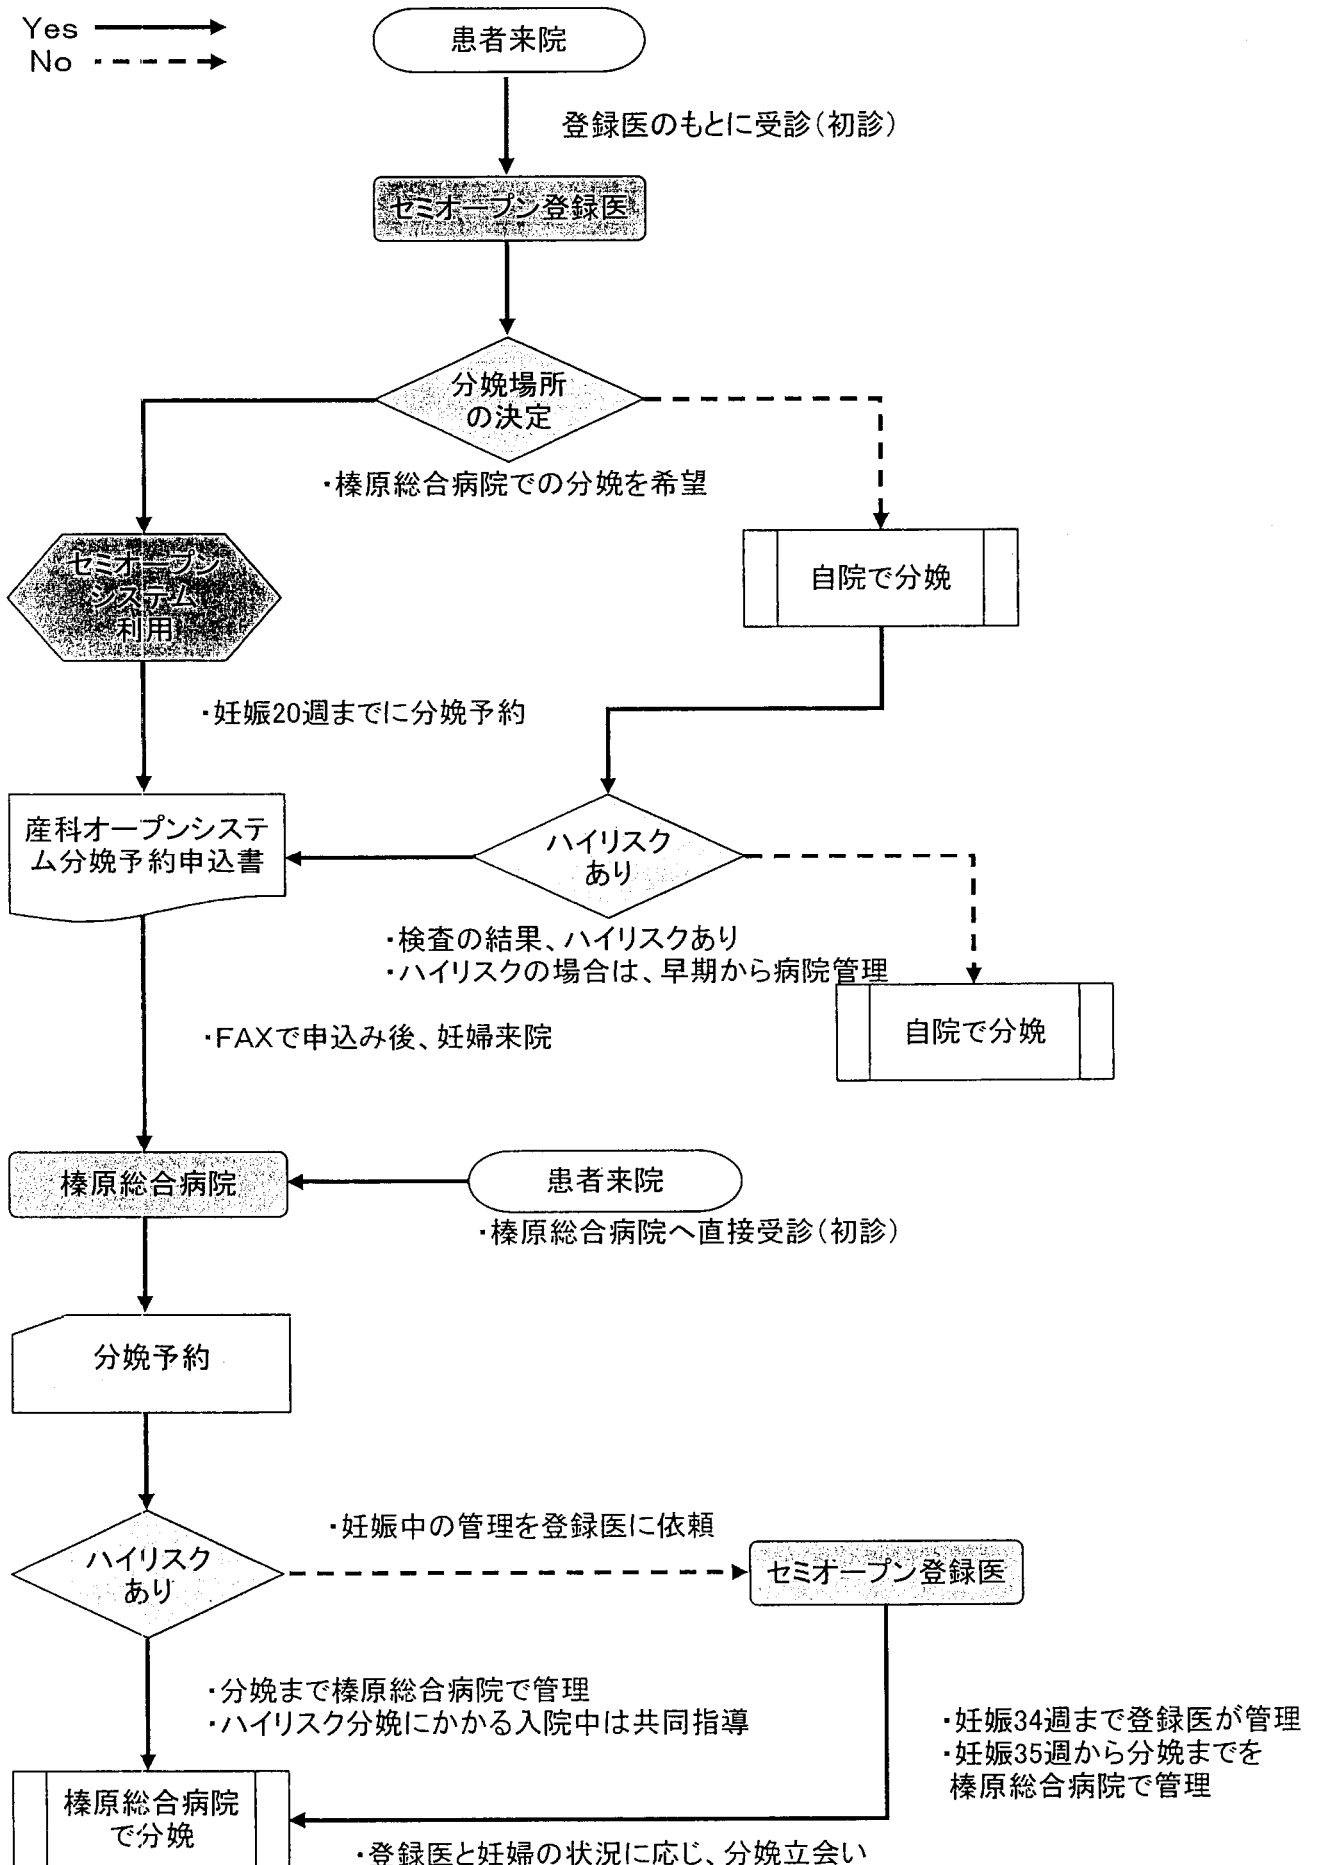 Yes
No
患者来院
登録医のもとに受診(初診)
セミオープン登録医
分娩場所
の決定
・榛原総合病院での分娩を希望
セミオープン
システム
利用
自院で分娩
・妊娠20週までに分娩予約
産科オープンシステ
ム分娩予約申込書
ハイリスク
あり
・検査の結果、ハイリスクあり
・ハイリスクの場合は、早期から病院管理
自院で分娩
・FAXで申込み後、妊婦来院
榛原総合病院
患者来院
・榛原総合病院へ直接受診(初診)
分娩予約
・妊娠中の管理を登録医に依頼
ハイリスク
あり
セミオープン登録医
・分娩まで榛原総合病院で管理
・ハイリスク分娩にかかる入院中は共同指導
・妊娠34週まで登録医が管理
・妊娠35週から分娩までを
榛原総合病院で管理
榛原総合病院
で分娩
・登録医と妊婦の状況に応じ、分娩立会い